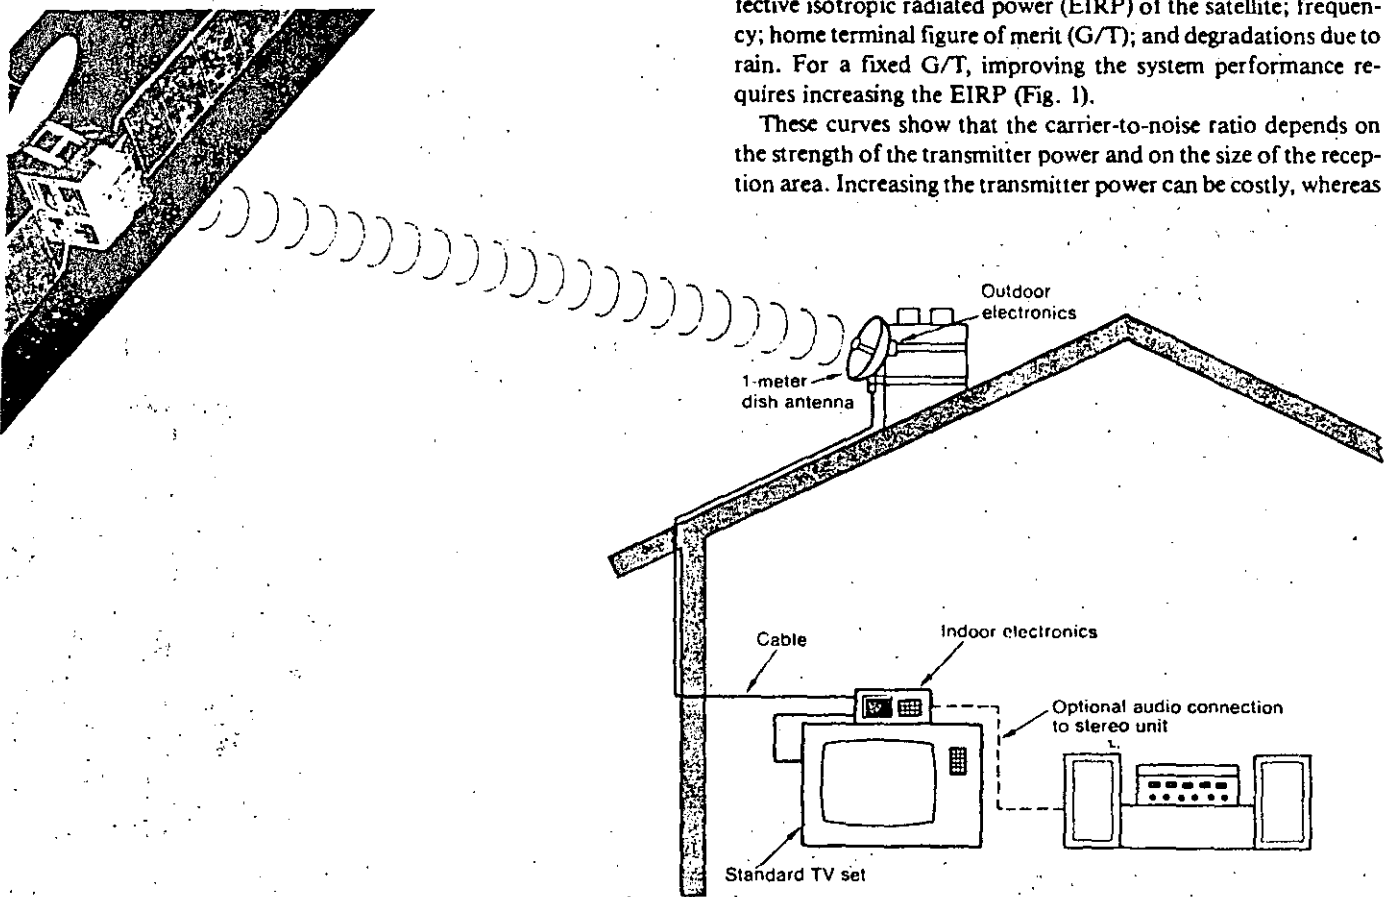 fective isotropic radiated power (EIRP) of the satellite; frequen-
cy; home terminal figure of merit (G/T); and degradations due to
rain. For a fixed G/T, improving the system performance re-
quires increasing the EIRP (Fig. 1).
These curves show that the carrier-to-noise ratio depends on
the strength of the transmitter power and on the size of the recep-
tion area. Increasing the transmitter power can be costly, whereas
Outdoor
electronics
1-meter
dish antenna
Cable
Indoor electronics
Optional audio connection
to stereo unit
Standard TV set